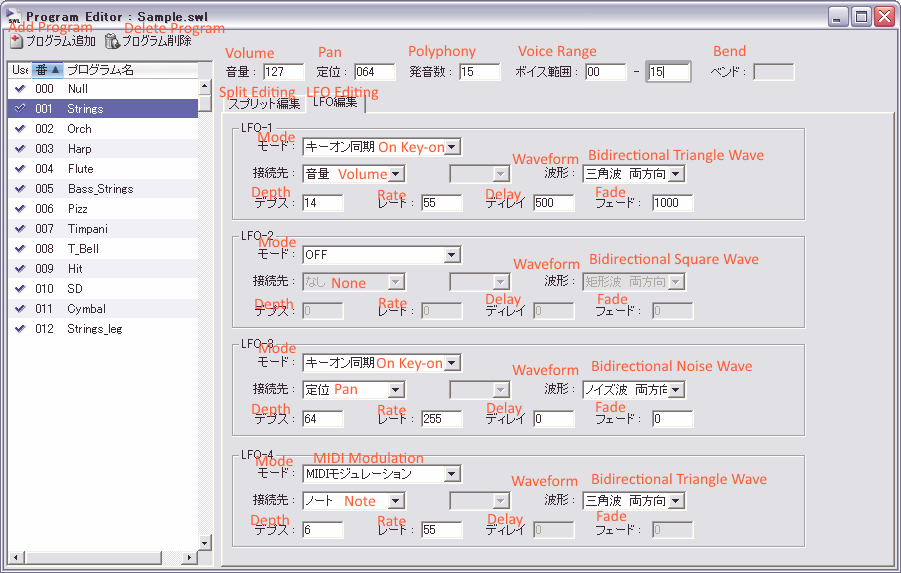 Program Editor : Sample.swl
Add Program Delete Program
プログラム追加 プログラム削除
Volume Pan Polyphony Voice Range Bend
音量： 127 定位： 064 発音数： 15 ボイス範囲： 00 - 15 ベンド：
Use 番 プログラム名
000 Null
001 Strings
002 Orch
003 Harp
004 Flute
005 Bass_Strings
006 Pizz
007 Timpani
008 T_Bell
009 Hit
010 SD
011 Cymbal
012 Strings_leg
Split Editing LFO Editing
スプリット編集 LFO編集
LFO-1
Mode
モード： キーオン同期 On Key-on
Waveform Bidirectional Triangle Wave
接続先： 音量 Volume 波形： 三角波 両方向
Depth Rate Delay Fade
デプス： 14 レート： 55 ディレイ 500 フェード： 1000
LFO-2
Mode
モード： OFF
Waveform Bidirectional Square Wave
接続先： なし None 波形： 矩形波 両方向
Depth Rate Delay Fade
デプス： 0 レート： 0 ディレイ 0 フェード： 0
LFO-3
Mode
モード： キーオン同期 On Key-on
Waveform Bidirectional Noise Wave
接続先： 定位 Pan 波形： ノイズ波 両方向
Depth Rate Delay Fade
デプス： 64 レート： 255 ディレイ 0 フェード： 0
LFO-4
Mode MIDI Modulation
モード： MIDIモジュレーション
Waveform Bidirectional Triangle Wave
接続先： ノート Note 波形： 三角波 両方向
Depth Rate Delay Fade
デプス： 6 レート： 55 ディレイ 0 フェード： 0